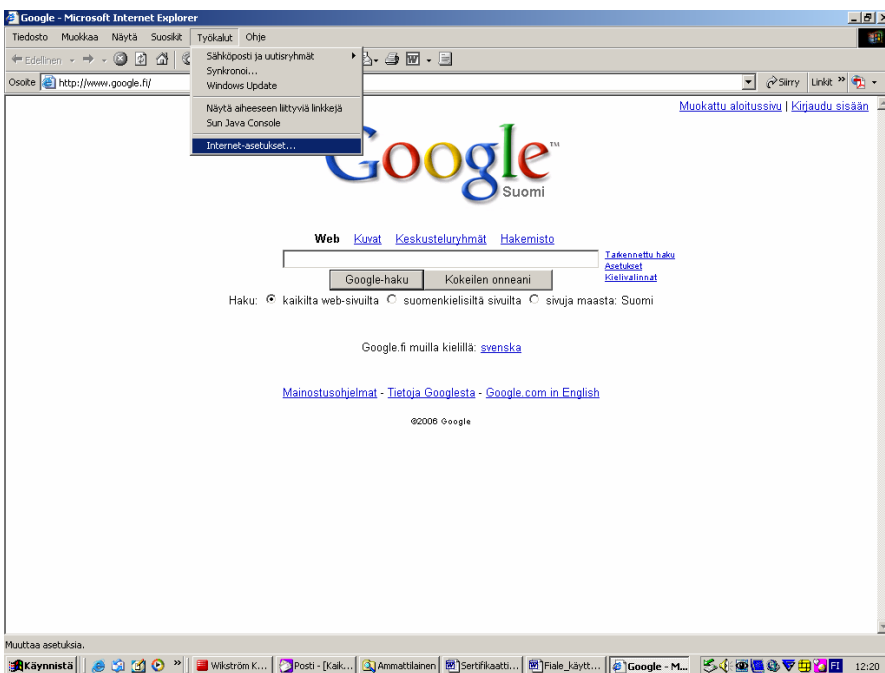 Google - Microsoft Internet Explorer
Tiedosto Muokkaa Näytä Suosikit Työkalut Ohje
Edellinen
Sähköposti ja uutisryhmät
Synkronoi...
Windows Update
Näytä aiheeseen liittyviä linkkejä
Sun Java Console
Internet-asetukset...
Osoite http://www.google.fi/ Siirry Linkit »
Muokattu aloitussivu | Kirjaudu sisään
Google™
Suomi
Web Kuvat Keskusteluryhmät Hakemisto
Tarkennettu haku
Asetukset
Kielivalinnat
Google-haku Kokeilen onneani
Haku: kaikilta web-sivuilta suomenkielisiltä sivuilta sivuja maasta: Suomi
Google.fi muilla kielillä: svenska
Mainostusohjelmat - Tietoja Googlesta - Google.com in English
©2006 Google
Muuttaa asetuksia.
Käynnistä » Wikström K... Posti - [Kaik... Ammattilainen Sertifikaatti... Fiale_käytt... Google - M... FI 12:20